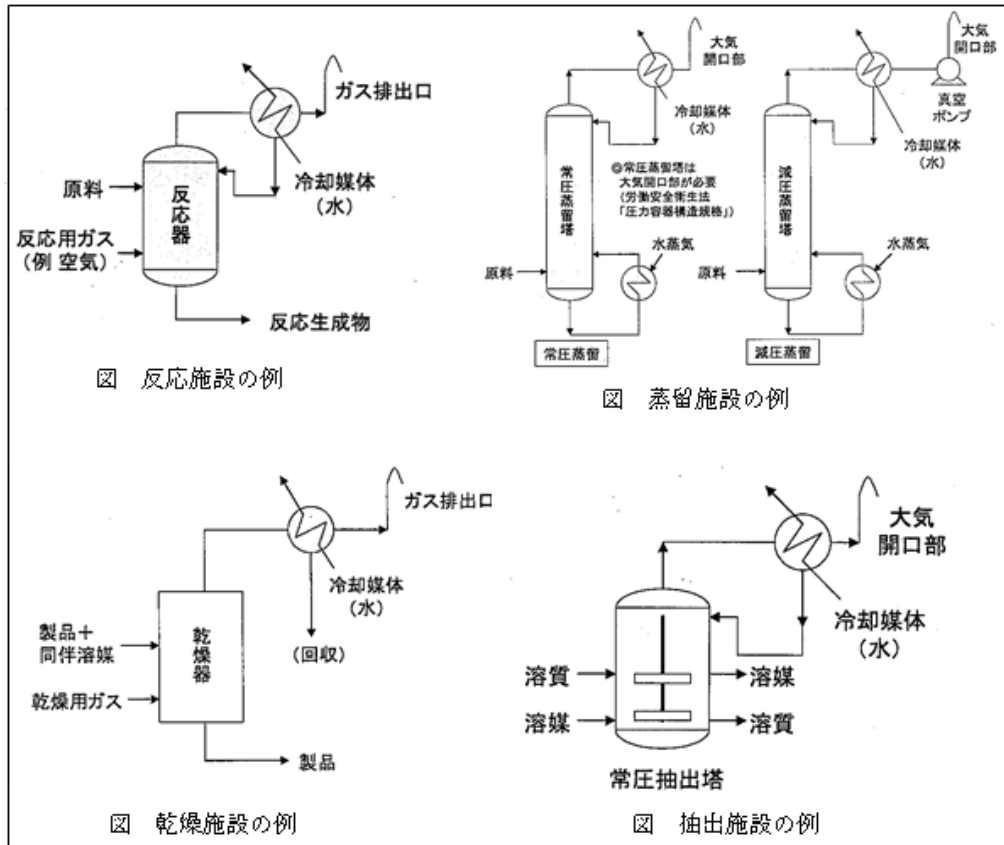 ガス排出口
冷却媒体
(水)
原料
反応器
反応用ガス
(例 空気)
反応生成物
図 反応施設の例
大気
開口部
冷却媒体
(水)
常圧蒸留塔
◎常圧蒸留塔は
大気開口部が必要
(労働安全衛生法
「圧力容器構造規格」)
水蒸気
原料
常圧蒸留
大気
開口部
真空
ポンプ
冷却媒体
(水)
減圧蒸留塔
水蒸気
原料
減圧蒸留
図 蒸留施設の例
ガス排出口
冷却媒体
(水)
(回収)
製品+
同伴溶媒
乾燥器
乾燥用ガス
製品
図 乾燥施設の例
大気
開口部
冷却媒体
(水)
溶質
溶媒
溶媒
溶質
常圧抽出塔
図 抽出施設の例